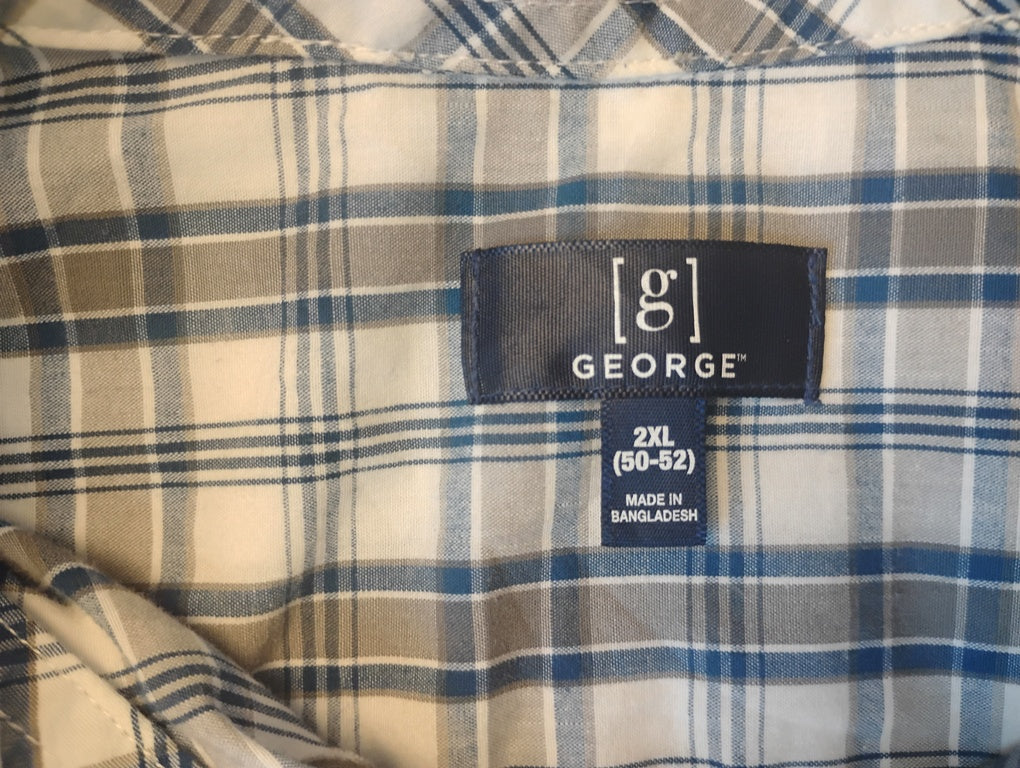 [g]
GEORGE™
2XL
(50-52)
MADE IN
BANGLADESH